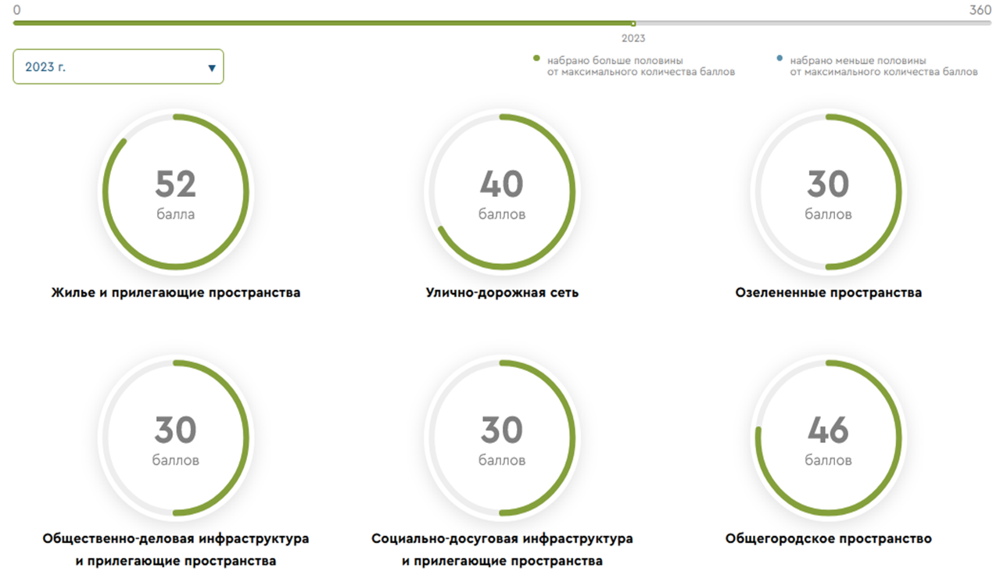 0
360
2023
2023 г.
набрано больше половины
от максимального количества баллов
набрано меньше половины
от максимального количества баллов
52
балла
Жилье и прилегающие пространства
40
баллов
Улично-дорожная сеть
30
баллов
Озелененные пространства
30
баллов
Общественно-деловая инфраструктура
и прилегающие пространства
30
баллов
Социально-досуговая инфраструктура
и прилегающие пространства
46
баллов
Общегородское пространство